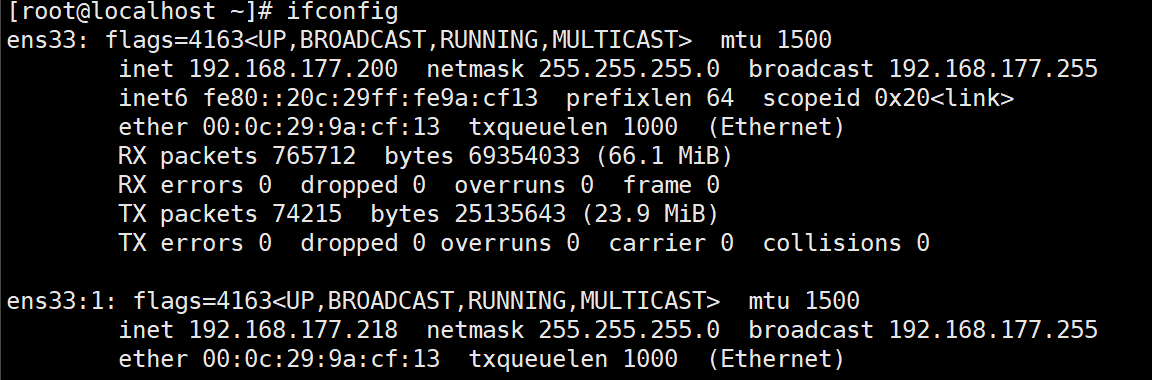 [root@localhost ~]# ifconfig
ens33: flags=4163<UP,BROADCAST,RUNNING,MULTICAST>  mtu 1500
        inet 192.168.177.200  netmask 255.255.255.0  broadcast 192.168.177.255
        inet6 fe80::20c:29ff:fe9a:cf13  prefixlen 64  scopeid 0x20<link>
        ether 00:0c:29:9a:cf:13  txqueuelen 1000  (Ethernet)
        RX packets 765712  bytes 69354033 (66.1 MiB)
        RX errors 0  dropped 0  overruns 0  frame 0
        TX packets 74215  bytes 25135643 (23.9 MiB)
        TX errors 0  dropped 0 overruns 0  carrier 0  collisions 0

ens33:1: flags=4163<UP,BROADCAST,RUNNING,MULTICAST>  mtu 1500
        inet 192.168.177.218  netmask 255.255.255.0  broadcast 192.168.177.255
        ether 00:0c:29:9a:cf:13  txqueuelen 1000  (Ethernet)